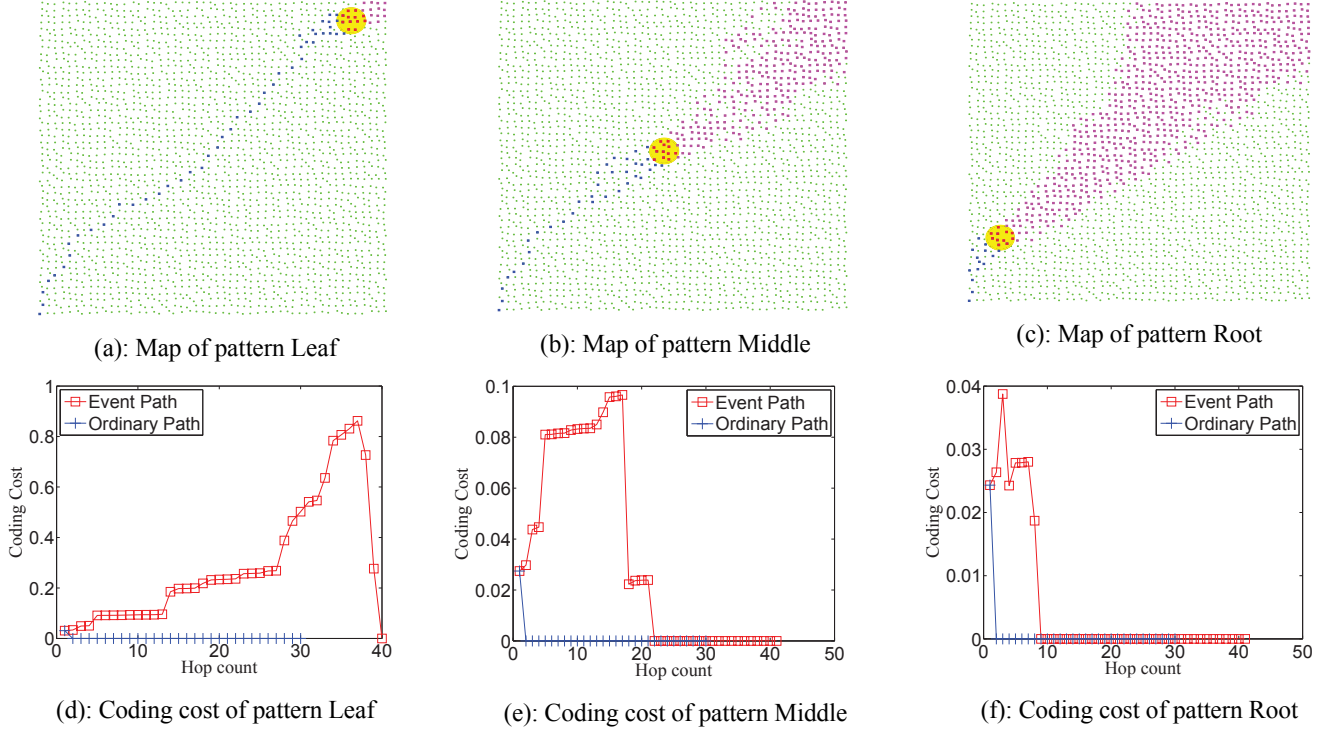 (a): Map of pattern Leaf
(b): Map of pattern Middle
(c): Map of pattern Root
1
0.8
0.6
0.4
0.2
0
0
10
20
30
40
Coding Cost
Hop count
Event Path
Ordinary Path
0.1
0.08
0.06
0.04
0.02
0
0
10
20
30
40
50
Coding Cost
Hop count
Event Path
Ordinary Path
0.04
0.03
0.02
0.01
0
0
10
20
30
40
50
Coding Cost
Hop count
Event Path
Ordinary Path
(d): Coding cost of pattern Leaf
(e): Coding cost of pattern Middle
(f): Coding cost of pattern Root